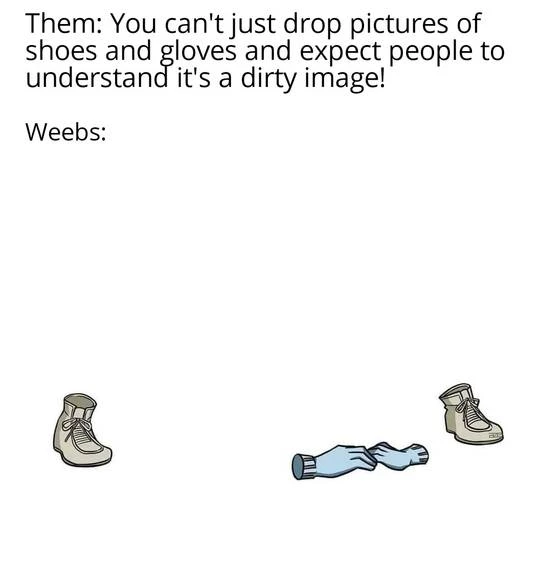 Them: You can't just drop pictures of
shoes and gloves and expect people to
understand it's a dirty image!
Weebs: